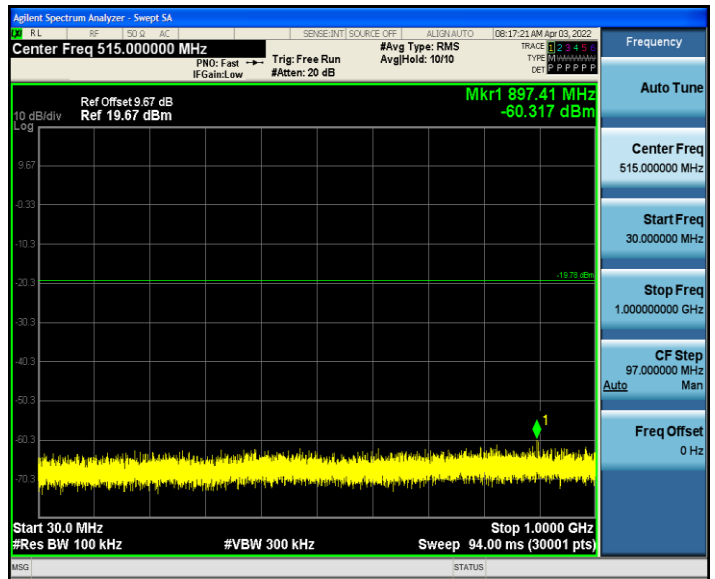 Agilent Spectrum Analyzer - Swept SA
RL RF 50 Ω AC SENSE:INT SOURCE OFF ALIGN AUTO 08:17:21 AM Apr 03, 2022
Center Freq 515.000000 MHz #Avg Type: RMS TRACE 1 2 3 4 5 6
PNO: Fast Trig: Free Run Avg|Hold: 10/10 TYPE M WWWWW
IFGain:Low #Atten: 20 dB DET P P P P P P
Mkr1 897.41 MHz
Ref Offset 9.67 dB
10 dB/div Ref 19.67 dBm -60.317 dBm
Log
9.67
-0.33
-10.3
-19.78 dBm
-20.3
-30.3
-40.3
-50.3
1
-60.3
-70.3
Start 30.0 MHz Stop 1.0000 GHz
#Res BW 100 kHz #VBW 300 kHz Sweep 94.00 ms (30001 pts)
MSG STATUS
Frequency
Auto Tune
Center Freq
515.000000 MHz
Start Freq
30.000000 MHz
Stop Freq
1.000000000 GHz
CF Step
97.000000 MHz
Auto Man
Freq Offset
0 Hz